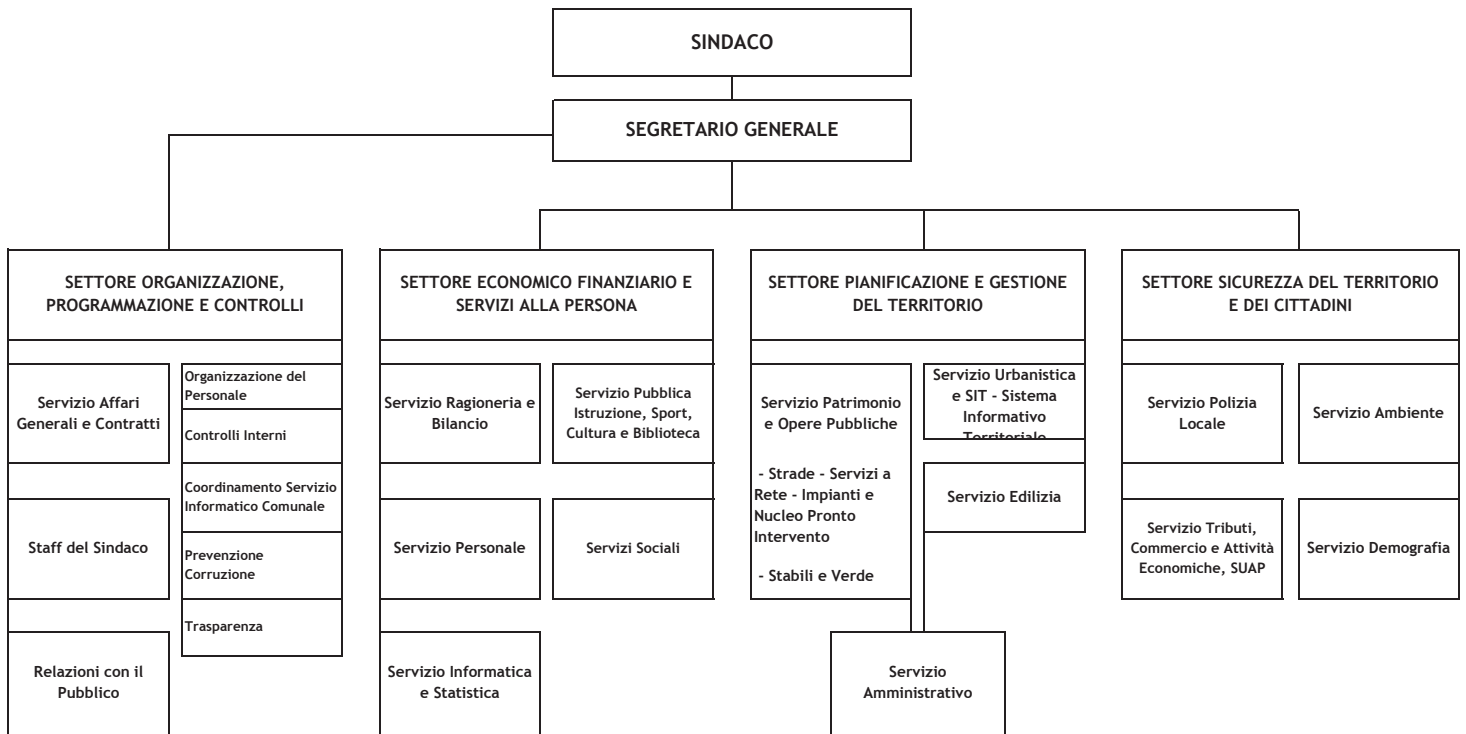 SINDACO
SEGRETARIO GENERALE
SETTORE ORGANIZZAZIONE,
PROGRAMMAZIONE E CONTROLLI
Servizio Affari
Generali e Contratti
Staff del Sindaco
Relazioni con il
Pubblico
Organizzazione del
Personale
Controlli Interni
Coordinamento Servizio
Informatico Comunale
Prevenzione
Corruzione
Trasparenza
SETTORE ECONOMICO FINANZIARIO E
SERVIZI ALLA PERSONA
Servizio Ragioneria e
Bilancio
Servizio Personale
Servizio Informatica
e Statistica
Servizio Pubblica
Istruzione, Sport,
Cultura e Biblioteca
Servizi Sociali
SETTORE PIANIFICAZIONE E GESTIONE
DEL TERRITORIO
Servizio Patrimonio
e Opere Pubbliche
- Strade - Servizi a
Rete - Impianti e
Nucleo Pronto
Intervento
- Stabili e Verde
Servizio Urbanistica
e SIT - Sistema
Informativo
Territoriale
Servizio Edilizia
Servizio
Amministrativo
SETTORE SICUREZZA DEL TERRITORIO
E DEI CITTADINI
Servizio Polizia
Locale
Servizio Ambiente
Servizio Tributi,
Commercio e Attività
Economiche, SUAP
Servizio Demografia